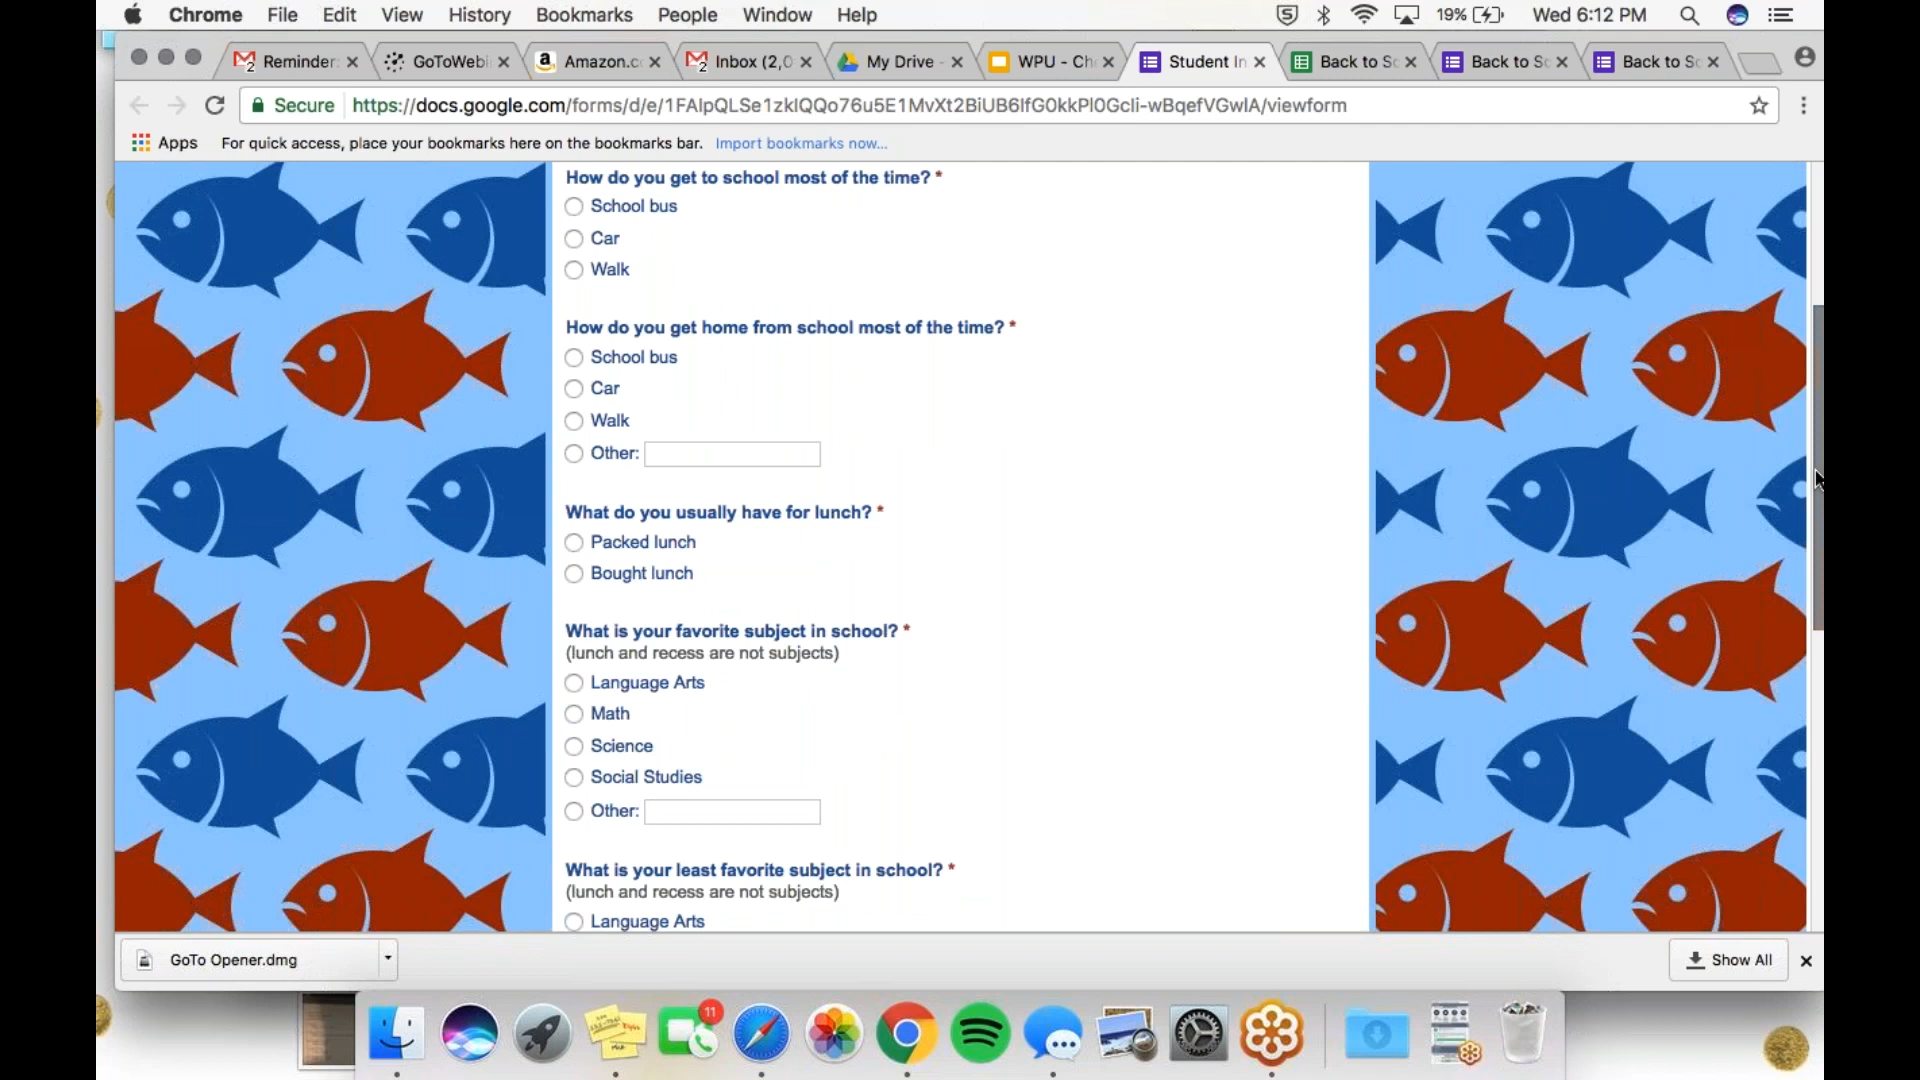 Chrome File Edit View History Bookmarks People Window Help 19% Wed 6:12 PM
Reminder GoToWebi Amazon.c Inbox (2,0 My Drive - WPU - Ch Student In Back to Sc Back to Sc Back to Sc
Secure https://docs.google.com/forms/d/e/
Apps For quick access, place your bookmarks here on the bookmarks bar. Import bookmarks now...
How do you get to school most of the time? *
School bus
Car
Walk
How do you get home from school most of the time? *
School bus
Car
Walk
Other:
What do you usually have for lunch? *
Packed lunch
Bought lunch
What is your favorite subject in school? *
(lunch and recess are not subjects)
Language Arts
Math
Science
Social Studies
Other:
What is your least favorite subject in school? *
(lunch and recess are not subjects)
Language Arts
GoTo Opener.dmg Show All
11